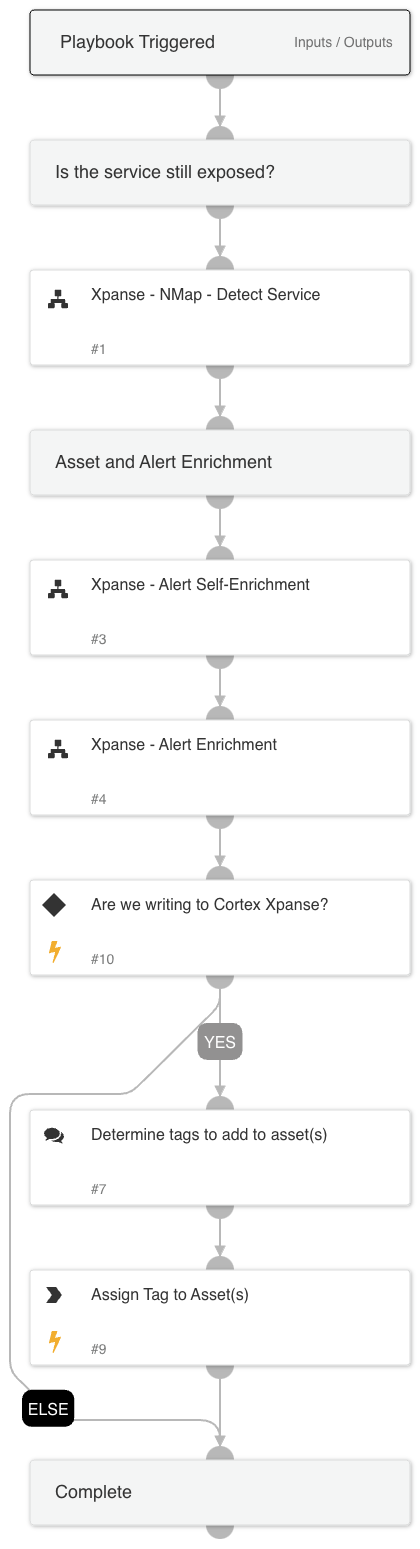 Playbook Triggered
Inputs / Outputs
Is the service still exposed?
Xpanse - NMap - Detect Service
#1
Asset and Alert Enrichment
Xpanse - Alert Self-Enrichment
#3
Xpanse - Alert Enrichment
#4
Are we writing to Cortex Xpanse?
#10
YES
Determine tags to add to asset(s)
#7
Assign Tag to Asset(s)
#9
ELSE
Complete